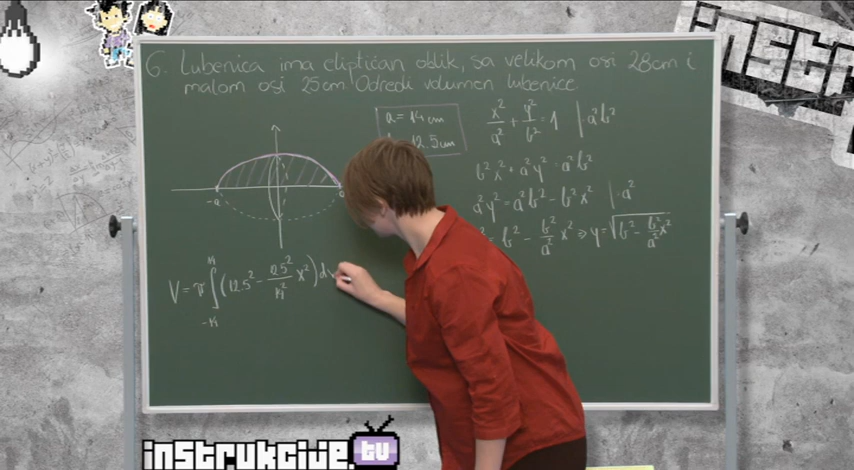 6. Lubenica ima eliptičan oblik, sa velikom osi 28cm i
malom osi 25cm. Odredi volumen lubenice.
a = 14 cm
12.5cm
x²/a² + y²/b² = 1 | a²b²
b²x² + a²y² = a²b²
a²y² = a²b² - b²x² | : a²
² = b² - b²/a² x² ⇒ y = √(b² - b²/a² x²)
-a
V = π ∫₋₁₄¹⁴ (12.5² - 12.5²/14² x²) dx
instrukcije.tv